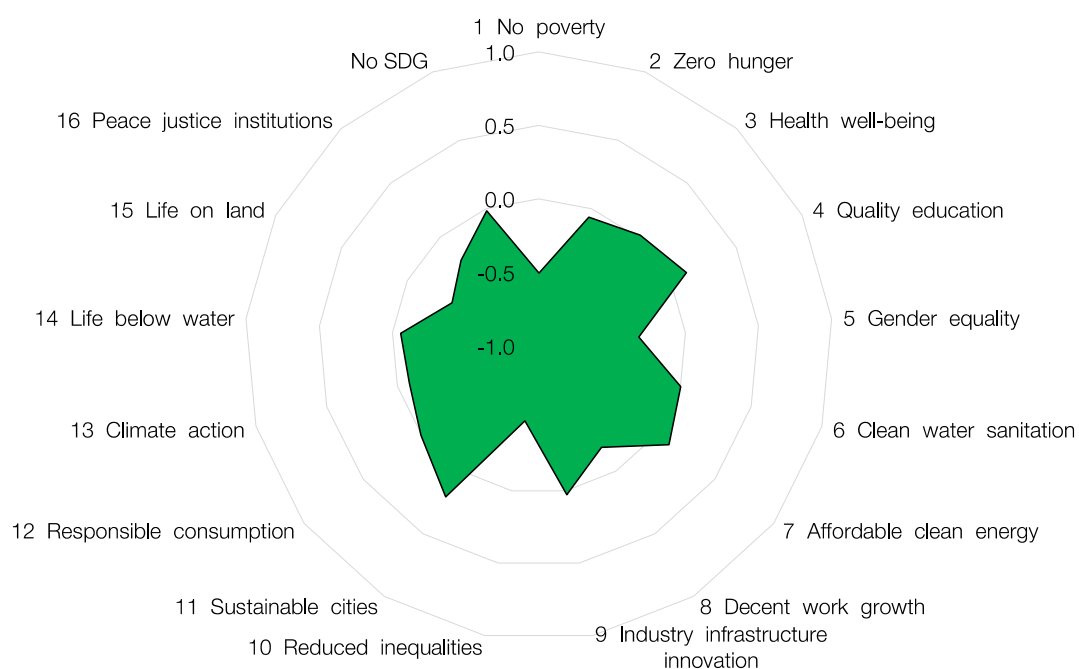 1 No poverty
1.0
No SDG
2 Zero hunger
16 Peace justice institutions
0.5
3 Health well-being
15 Life on land
0.0
4 Quality education
-0.5
14 Life below water
-1.0
5 Gender equality
13 Climate action
6 Clean water sanitation
12 Responsible consumption
7 Affordable clean energy
11 Sustainable cities
8 Decent work growth
10 Reduced inequalities
9 Industry infrastructure
innovation